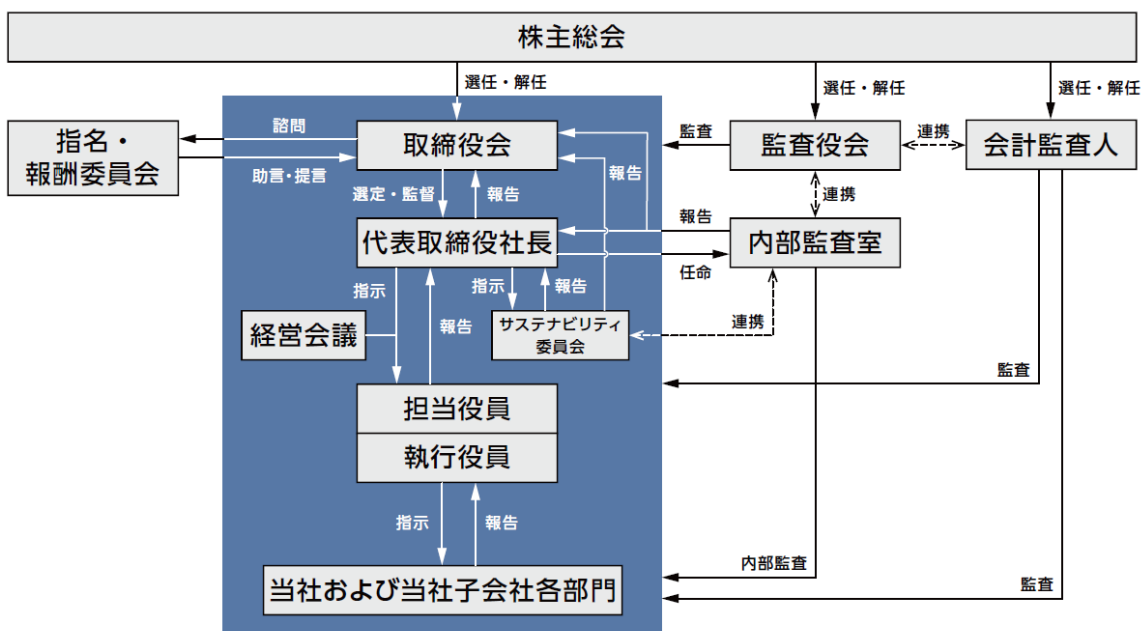 株主総会
選任・解任
選任・解任
選任・解任
指名・
報酬委員会
諮問
助言・提言
取締役会
監査
監査役会
連携
会計監査人
選定・監督
報告
報告
連携
代表取締役社長
報告
任命
内部監査室
指示
報告
指示
報告
経営会議
サステナビリティ
委員会
連携
監査
担当役員
執行役員
指示
報告
内部監査
監査
当社および当社子会社各部門